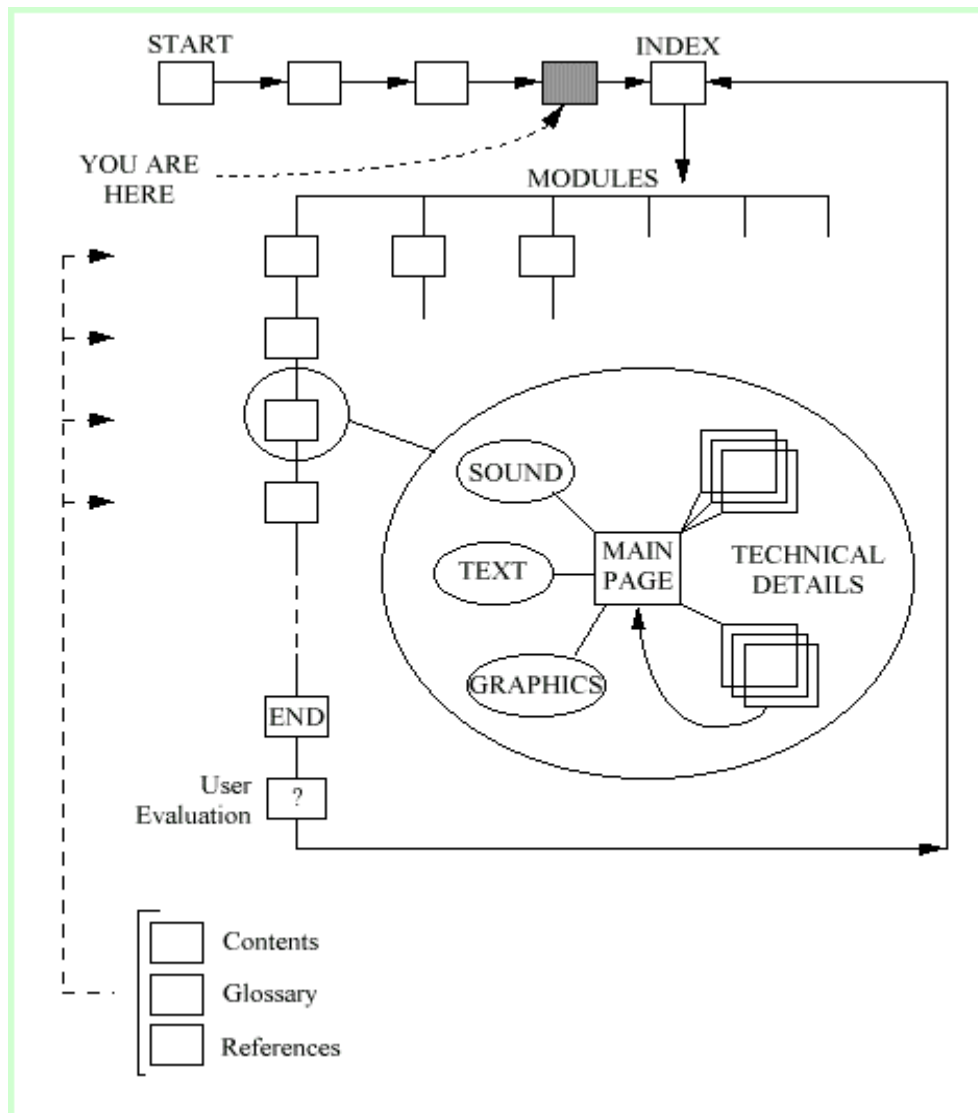 START
INDEX
YOU ARE
HERE
MODULES
SOUND
TEXT
GRAPHICS
MAIN
PAGE
TECHNICAL
DETAILS
END
User
Evaluation
?
Contents
Glossary
References